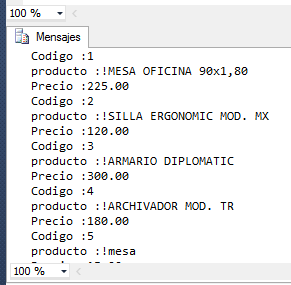 100 %
Mensajes
Codigo :1
producto :!MESA OFICINA 90x1,80
Precio :225.00
Codigo :2
producto :!SILLA ERGONOMIC MOD. MX
Precio :120.00
Codigo :3
producto :!ARMARIO DIPLOMATIC
Precio :300.00
Codigo :4
producto :!ARCHIVADOR MOD. TR
Precio :180.00
Codigo :5
producto :!mesa
100 %